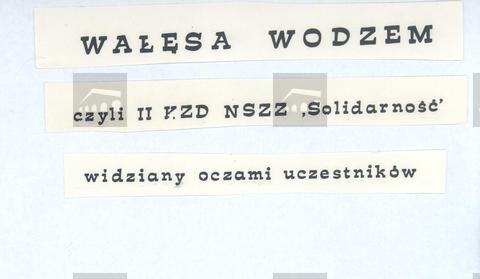 WAŁĘSA WODZEM
czyli II KZD NSZZ ‚Solidarność’
widziany oczami uczestników